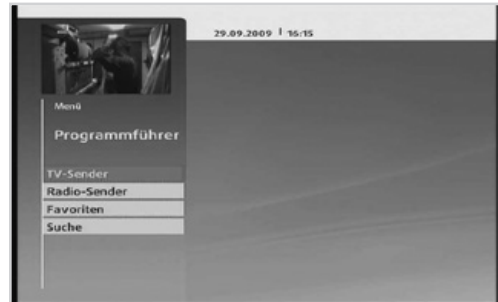 29.09.2009 | 16:15
Menü
Programmführer
TV-Sender
Radio-Sender
Favoriten
Suche